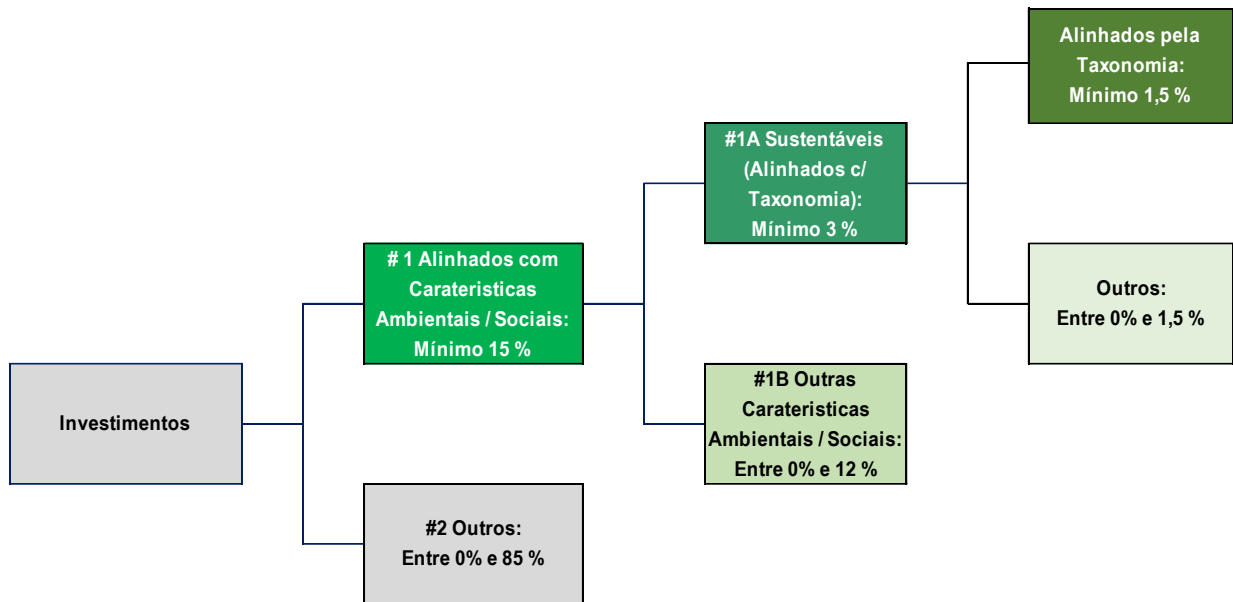 Alinhados pela
Taxonomia:
Mínimo 1,5 %
#1A Sustentáveis
(Alinhados c/
Taxonomia):
Mínimo 3 %
# 1 Alinhados com
Carateristicas
Ambientais / Sociais:
Mínimo 15 %
Outros:
Entre 0% e 1,5 %
Investimentos
#1B Outras
Carateristicas
Ambientais / Sociais:
Entre 0% e 12 %
#2 Outros:
Entre 0% e 85 %